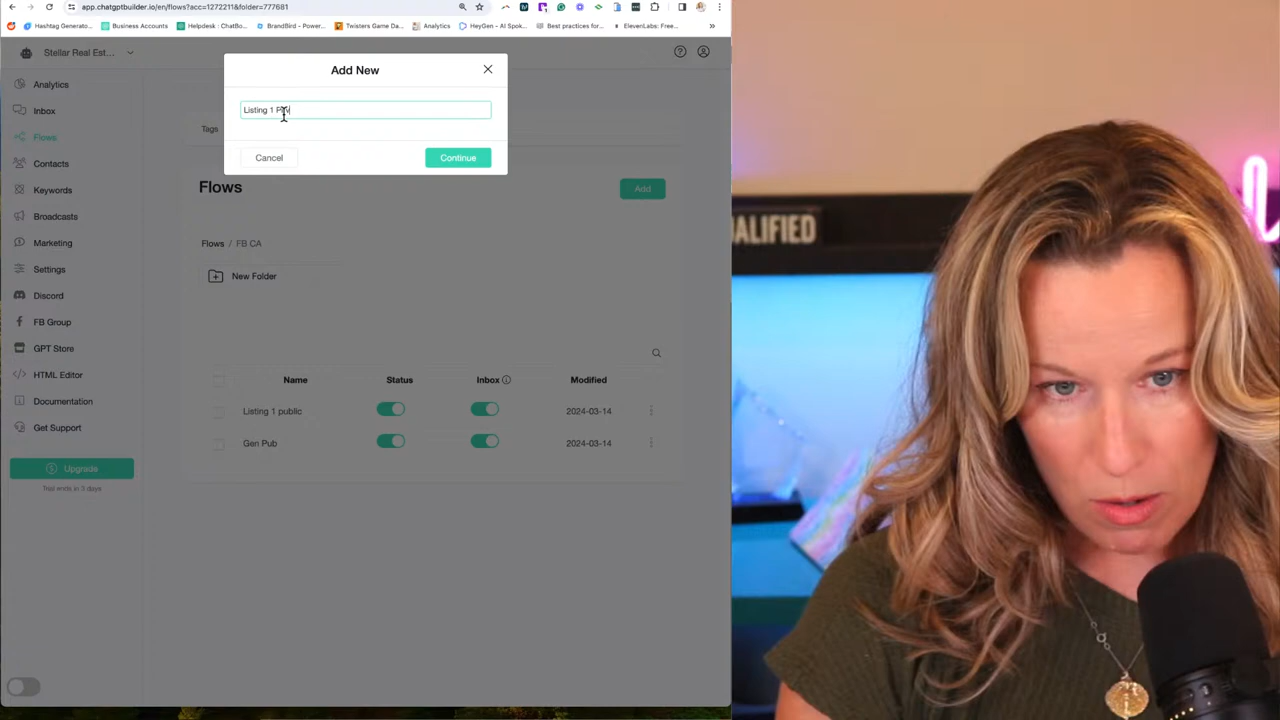 app.chatgptbuilder.io/en/flows?acc=1272211&folder=777681
Hashtag Generato...
Business Accounts
Helpdesk : ChatBo...
BrandBird - Power...
Twisters Game Da...
Analytics
HeyGen - AI Spok...
Best practices for...
ElevenLabs: Free...
Stellar Real Est...
Add New
Listing 1
Cancel
Continue
Analytics
Inbox
Flows
Contacts
Keywords
Broadcasts
Marketing
Settings
Discord
FB Group
GPT Store
HTML Editor
Documentation
Get Support
Upgrade
Trial ends in 3 days
Tags
Flows
Add
Flows / FB CA
New Folder
Name Status Inbox Modified
Listing 1 public 2024-03-14
Gen Pub 2024-03-14
ALIFIED